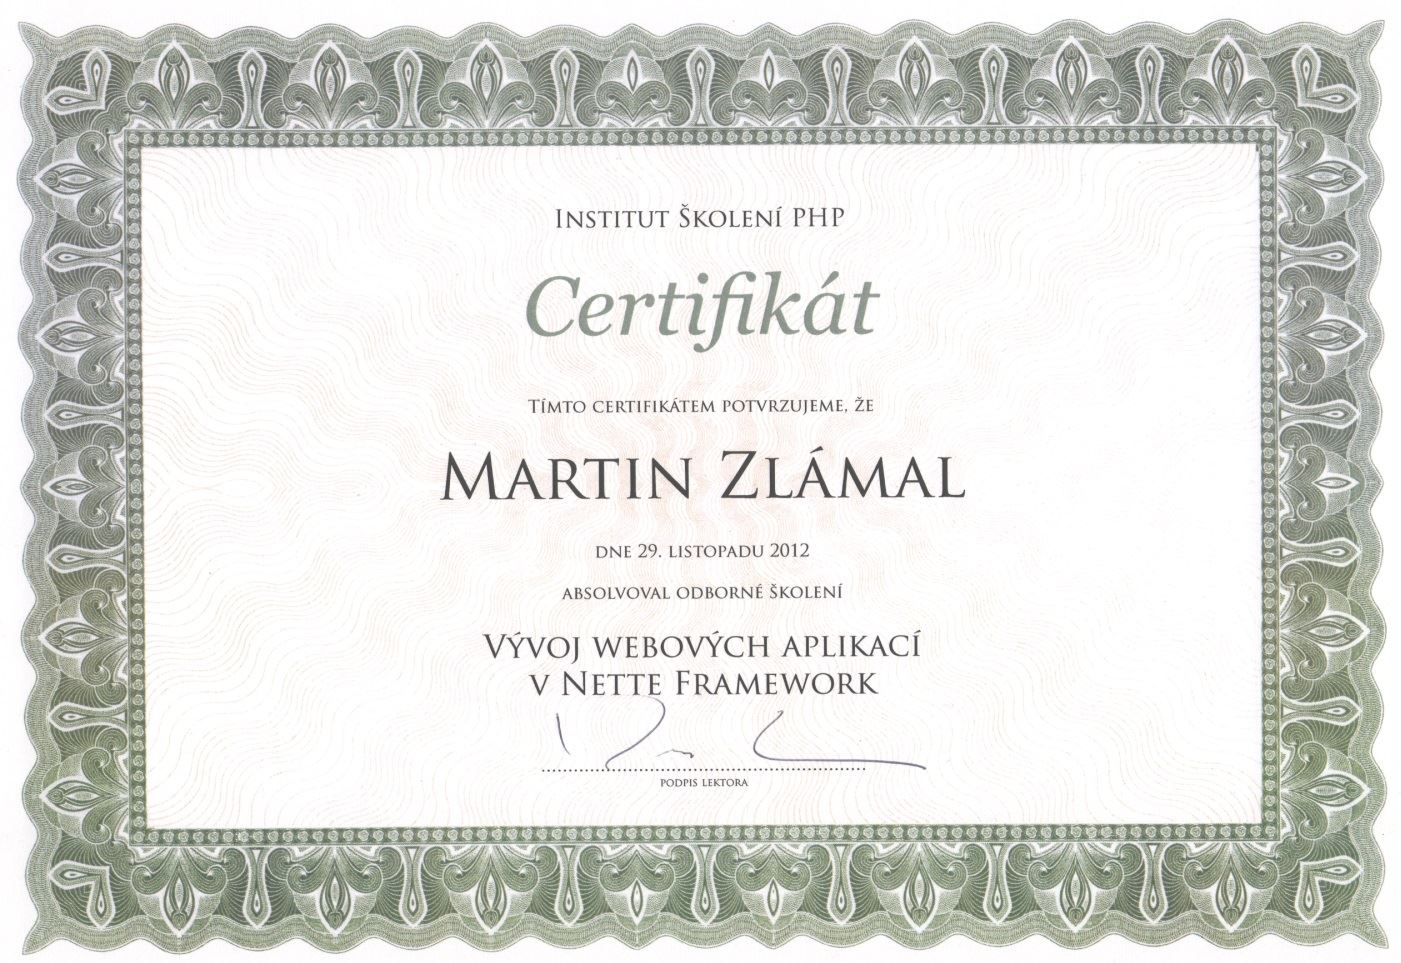 Institut Školení PHP
Certifikát
Tímto certifikátem potvrzujeme, že
Martin Zlámal
dne 29. listopadu 2012
absolvoval odborné školení
Vývoj webových aplikací
v Nette Framework
podpis lektora